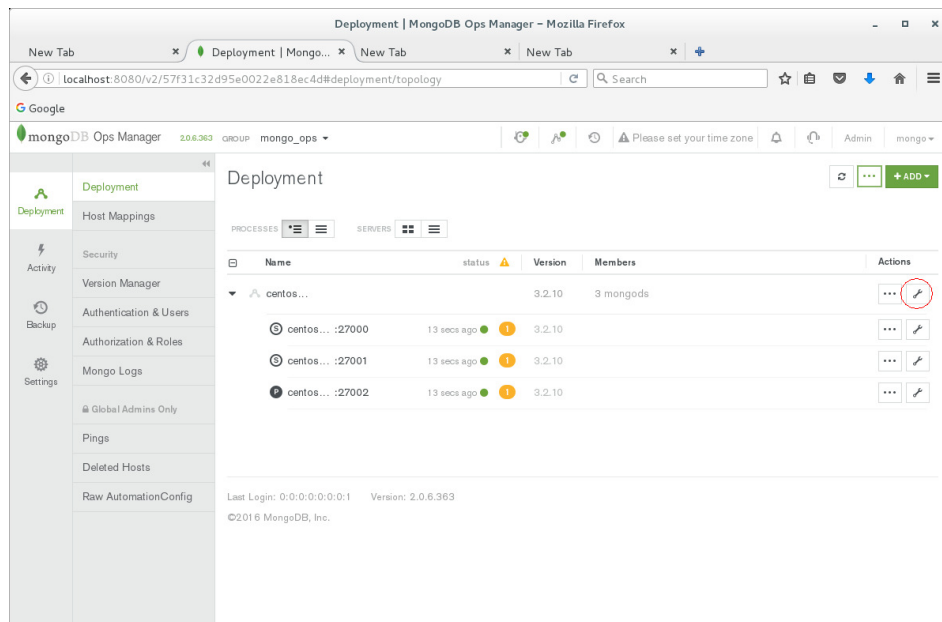 Deployment | MongoDB Ops Manager - Mozilla Firefox
New Tab
Deployment | Mongo...
New Tab
New Tab
localhost:8080/v2/57f31c32d95e0022e818ec4d#deployment/topology
Search
Google
mongoDB Ops Manager 2.0.6.363 GROUP mongo_ops
Please set your time zone
Admin
mongo
Deployment
Activity
Backup
Settings
Deployment
Host Mappings
Security
Version Manager
Authentication & Users
Authorization & Roles
Mongo Logs
Global Admins Only
Pings
Deleted Hosts
Raw AutomationConfig
Deployment
+ ADD
PROCESSES
SERVERS
Name status Version Members Actions
centos... 3.2.10 3 mongods
S centos... :27000 13 secs ago 1 3.2.10
S centos... :27001 13 secs ago 1 3.2.10
P centos... :27002 13 secs ago 1 3.2.10
Last Login: 0:0:0:0:0:0:0:1 Version: 2.0.6.363
©2016 MongoDB, Inc.